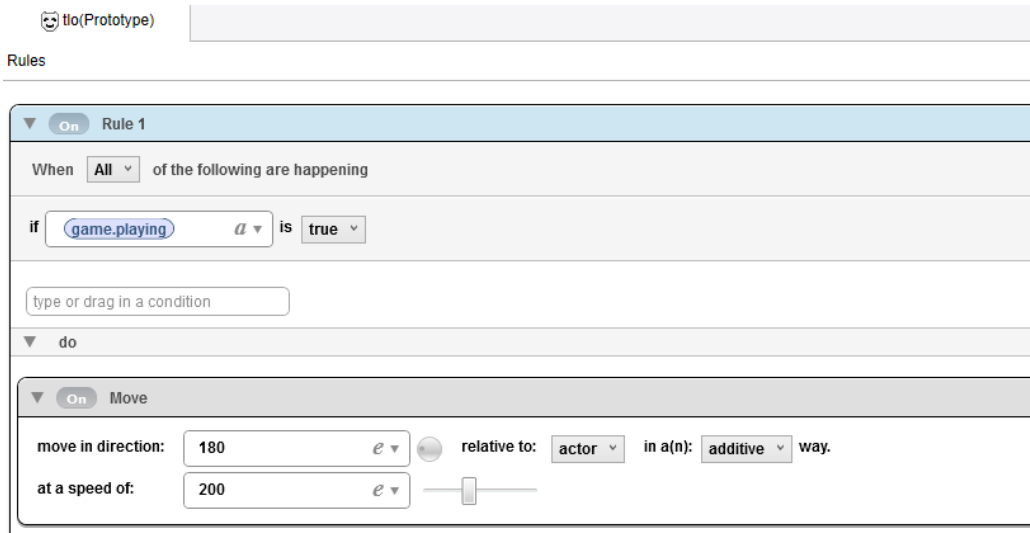 tlo(Prototype)
Rules
On Rule 1
When All of the following are happening
if game.playing a is true
type or drag in a condition
do
On Move
move in direction: 180 e relative to: actor in a(n): additive way.
at a speed of: 200 e